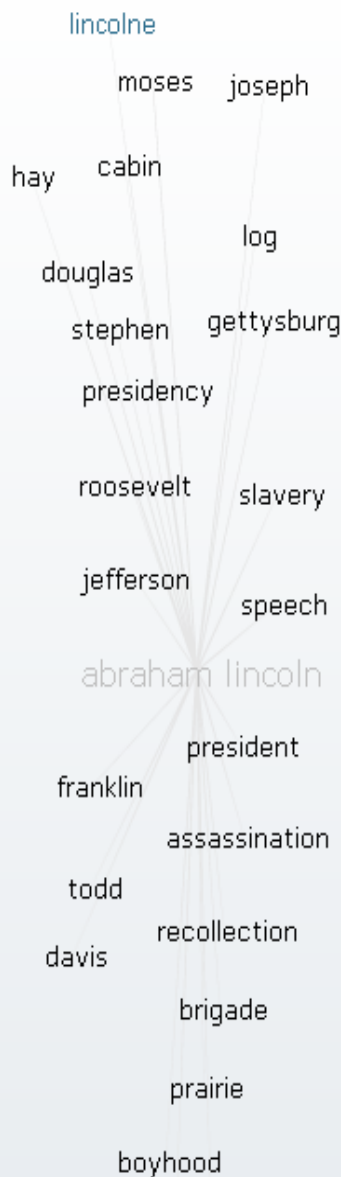 lincolne
moses
joseph
cabin
hay
log
douglas
gettysburg
stephen
presidency
roosevelt
slavery
jefferson
speech
abraham lincoln
president
franklin
assassination
todd
recollection
davis
brigade
prairie
boyhood